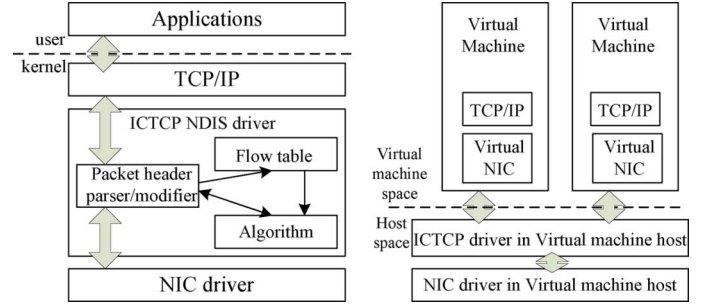 Applications
user
kernel
TCP/IP
ICTCP NDIS driver
Flow table
Packet header
parser/modifier
Algorithm
NIC driver
Virtual
Machine
TCP/IP
Virtual
NIC
Virtual
Machine
TCP/IP
Virtual
NIC
Virtual
machine
space
Host
space
ICTCP driver in Virtual machine host
NIC driver in Virtual machine host